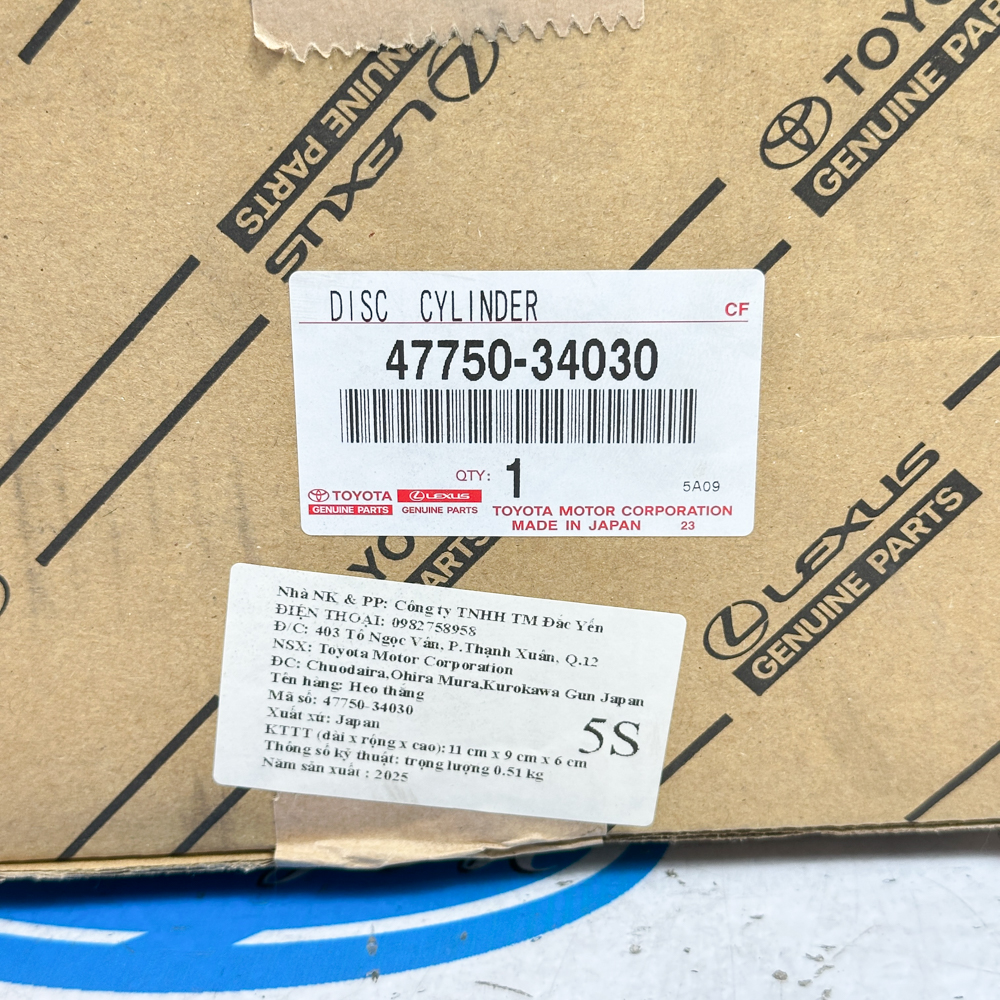 TOYOTA
GENUINE PARTS
LEXUS
GENUINE PARTS
DISC CYLINDER
CF
47750-34030
QTY: 1
5A09
TOYOTA
GENUINE PARTS
LEXUS
GENUINE PARTS
TOYOTA MOTOR CORPORATION
MADE IN JAPAN 23
LEXUS
GENUINE PARTS
Nhà NK & PP: Công ty TNHH TM Đắc Yến
ĐIỆN THOẠI: 0982758958
Đ/C: 403 Tô Ngọc Vân, P.Thạnh Xuân, Q.12
NSX: Toyota Motor Corporation
ĐC: Chuodaira,Ohira Mura,Kurokawa Gun Japan
Tên hàng: Heo thắng
Mã số: 47750-34030
Xuất xứ: Japan
5S
KTTT (dài x rộng x cao): 11 cm x 9 cm x 6 cm
Thông số kỹ thuật: trọng lượng 0.51 kg
Năm sản xuất : 2025